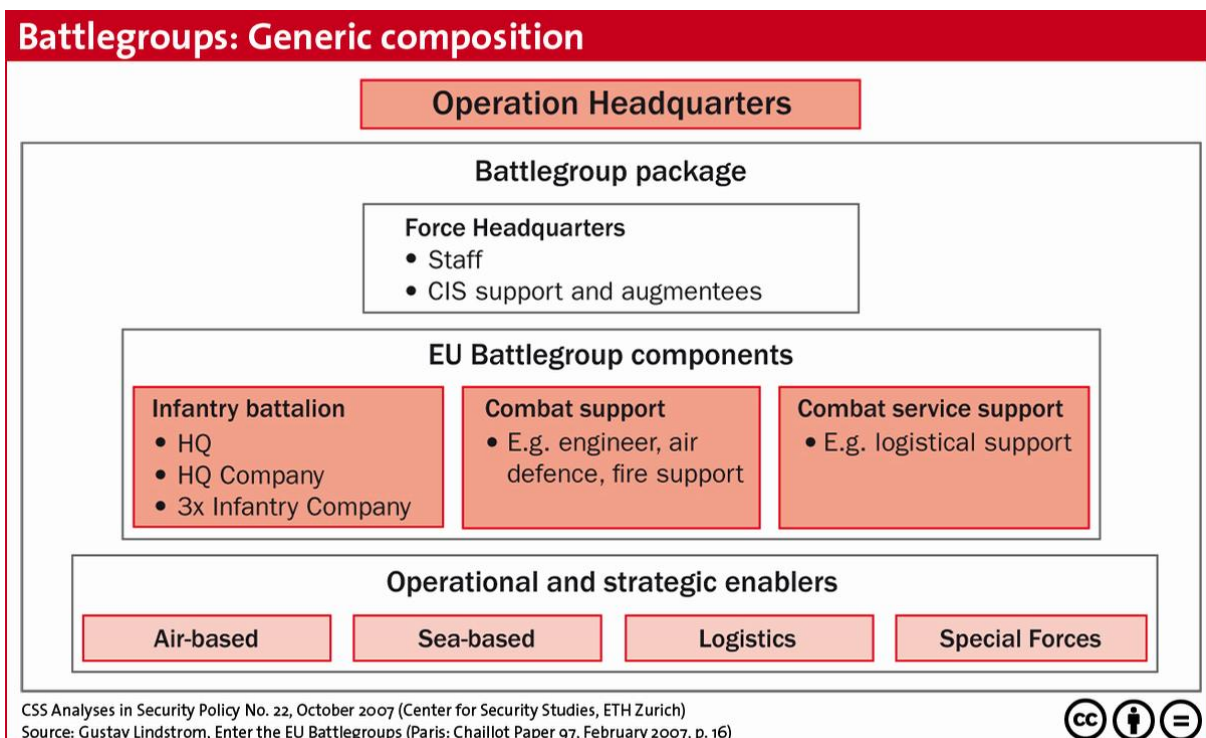 Battlegroups: Generic composition
Operation Headquarters
Battlegroup package
Force Headquarters
• Staff
• CIS support and augmentees
EU Battlegroup components
Infantry battalion
• HQ
• HQ Company
• 3x Infantry Company
Combat support
• E.g. engineer, air
defence, fire support
Combat service support
• E.g. logistical support
Operational and strategic enablers
Air-based
Sea-based
Logistics
Special Forces
CSS Analyses in Security Policy No. 22, October 2007 (Center for Security Studies, ETH Zurich)
Source: Gustav Lindstrom, Enter the EU Battlegroups (Paris: Chaillot Paper 97, February 2007, p. 16)
cc